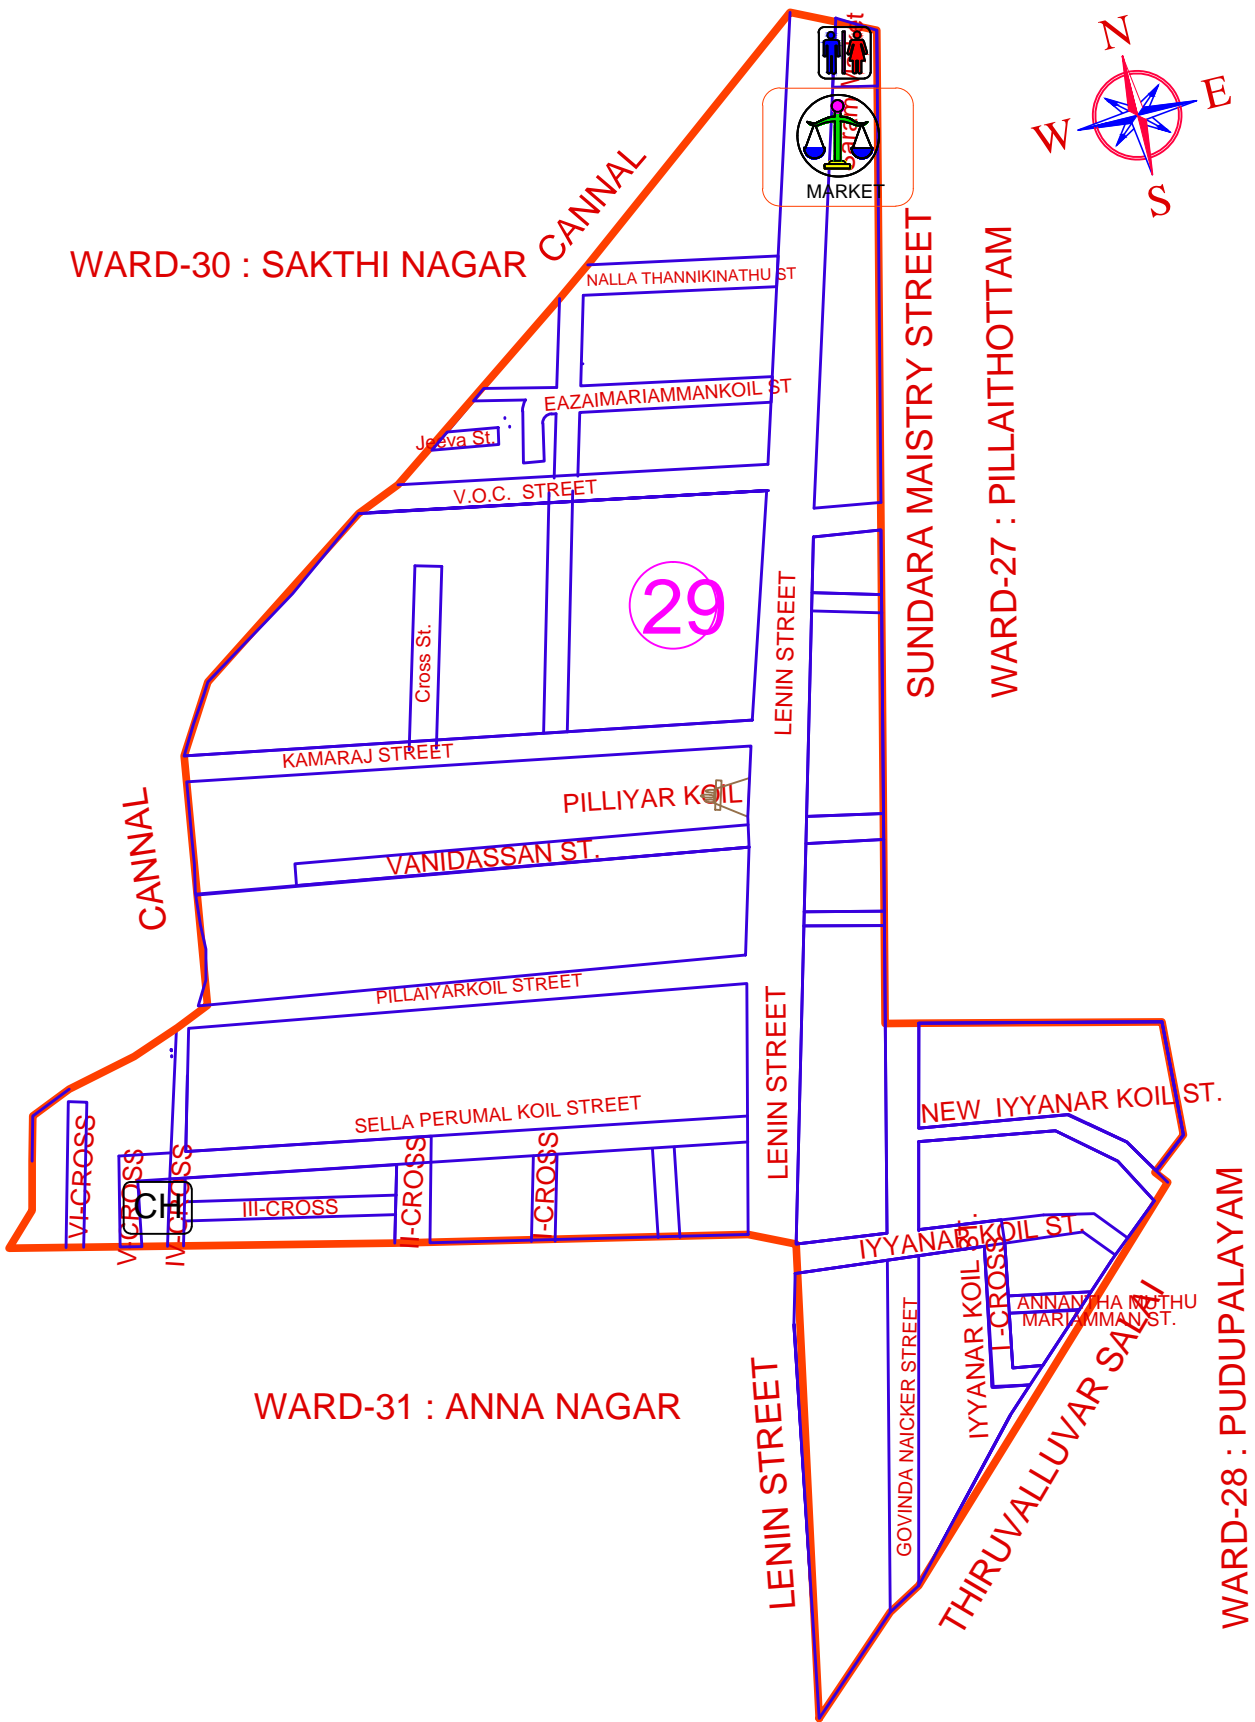 N
E
W
S
Saram Market
MARKET
CANNAL
WARD-30 : SAKTHI NAGAR
NALLA THANNIKINATHU ST
EAZAIMARIAMMANKOIL ST
Jeeva St.
V.O.C. STREET
SUNDARA MAISTRY STREET
WARD-27 : PILLAITHOTTAM
29
LENIN STREET
Cross St.
KAMARAJ STREET
PILLIYAR KOIL
VANIDASSAN ST.
CANNAL
PILLAIYARKOIL STREET
LENIN STREET
SELLA PERUMAL KOIL STREET
NEW IYYANAR KOIL ST.
VI-CROSS
V-CROSS
IV-CROSS
CH
III-CROSS
II-CROSS
I-CROSS
IYYANAR KOIL ST.
IYYANAR KOIL ST.
I-CROSS
ANNANTHA MUTHU
MARIAMMAN ST.
GOVINDA NAICKER STREET
THIRUVALLUVAR SALAI
WARD-28 : PUDUPALAYAM
LENIN STREET
WARD-31 : ANNA NAGAR